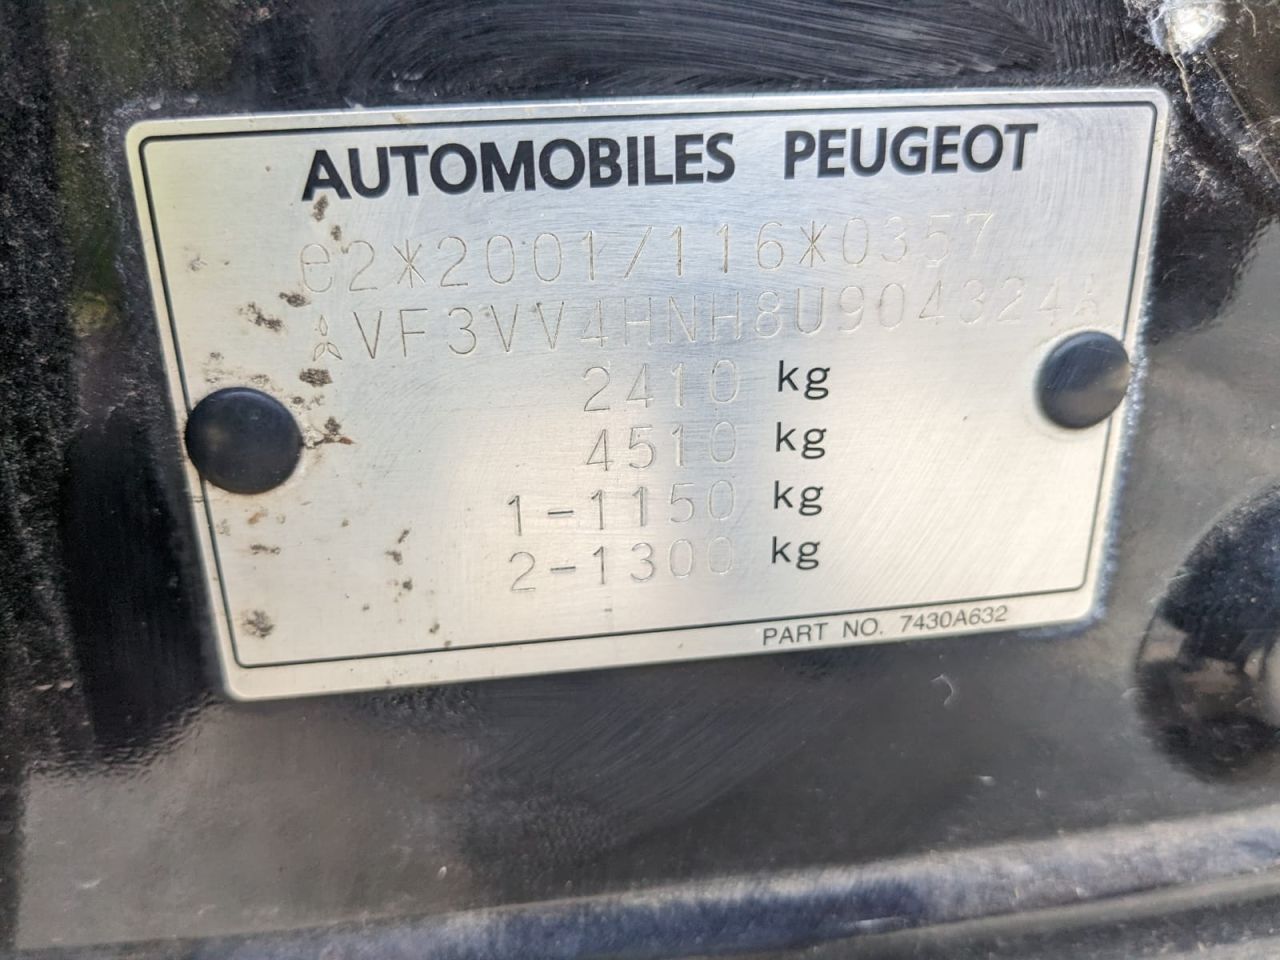 AUTOMOBILES PEUGEOT
e2*2001/116*0357
VF3VV4HNH8U904324
2410 kg
4510 kg
1-1150 kg
2-1300 kg
PART NO. 7430A632